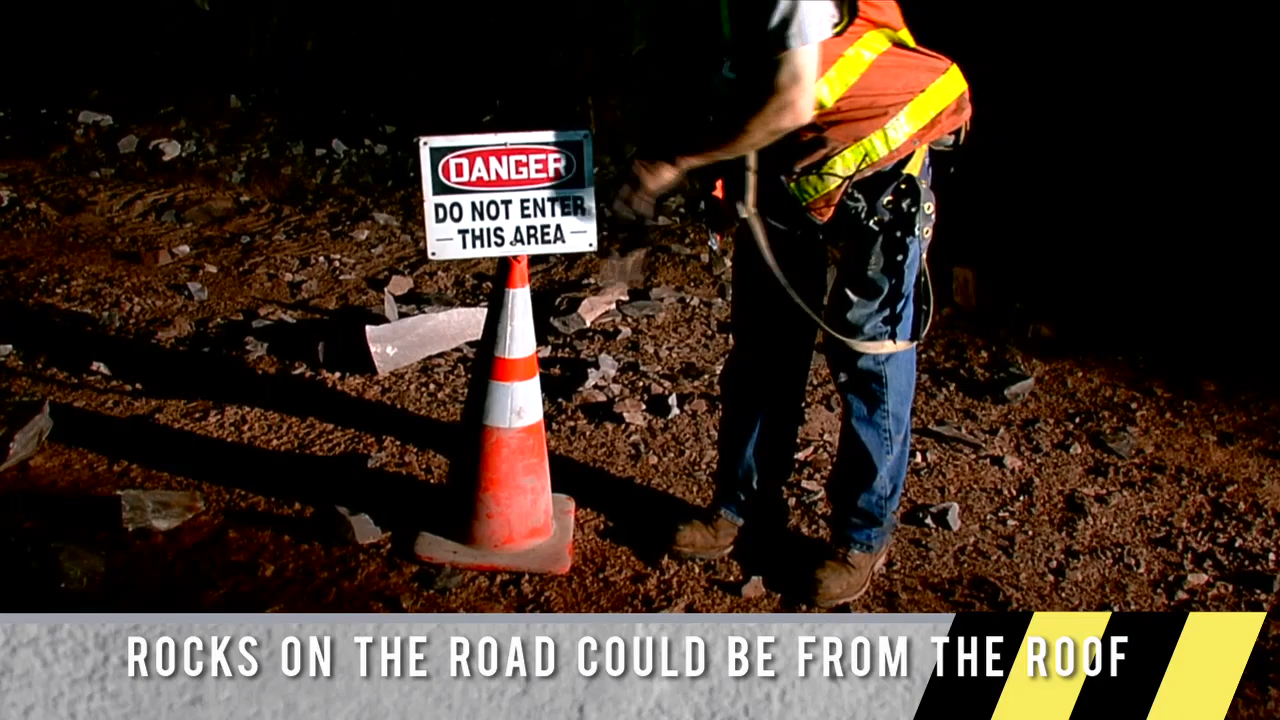 DANGER
DO NOT ENTER
THIS AREA
ROCKS ON THE ROAD COULD BE FROM THE ROOF